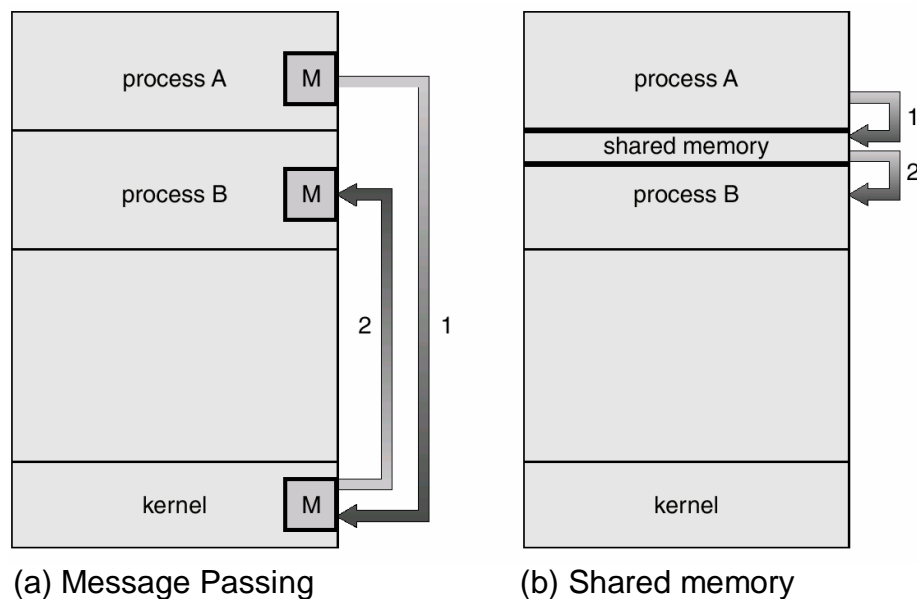 process A
M
process B
M
2
1
kernel
M
(a) Message Passing
process A
1
shared memory
2
process B
kernel
(b) Shared memory